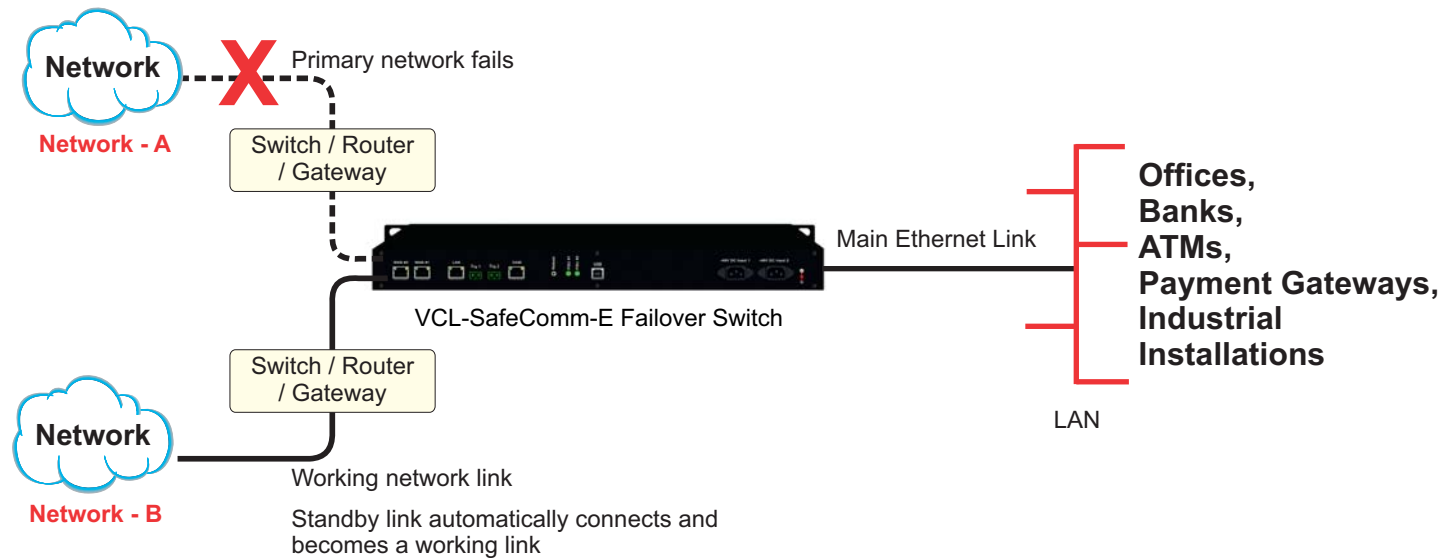 Network
Network - A
Primary network fails
Switch / Router
/ Gateway
Main Ethernet Link
VCL-SafeComm-E Failover Switch
Offices,
Banks,
ATMs,
Payment Gateways,
Industrial
Installations
LAN
Switch / Router
/ Gateway
Network
Network - B
Working network link
Standby link automatically connects and
becomes a working link